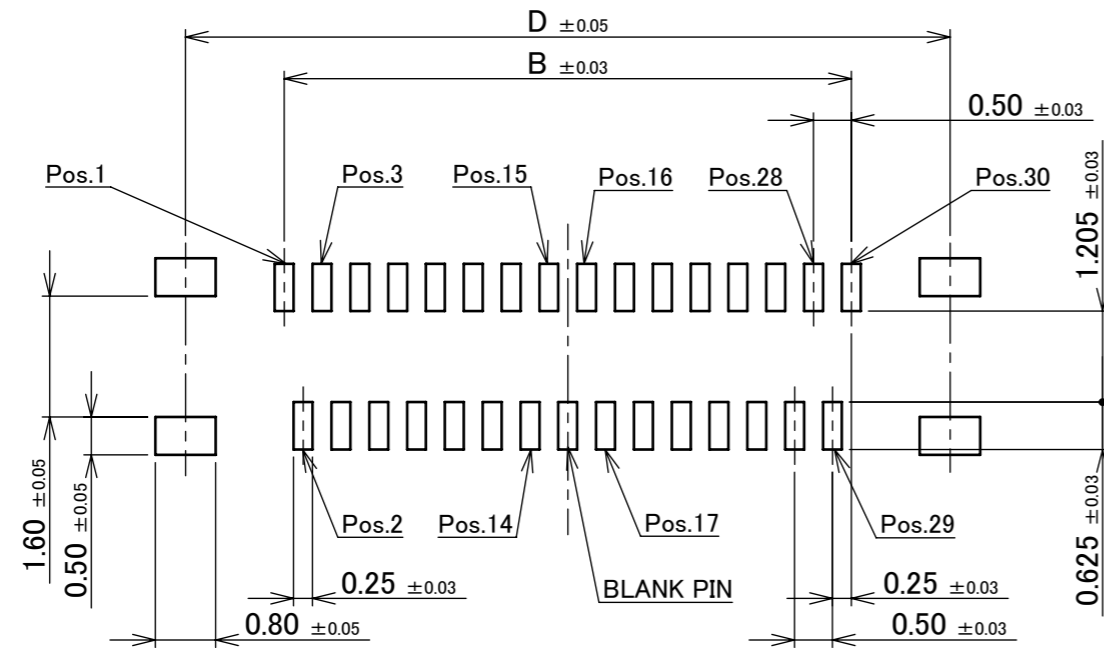 D ±0.05
B ±0.03
0.50 ±0.03
Pos.1
Pos.3
Pos.15
Pos.16
Pos.28
Pos.30
1.205 ±0.03
1.60 ±0.05
0.50 ±0.05
Pos.2
Pos.14
Pos.17
Pos.29
0.625 ±0.03
0.25 ±0.03
BLANK PIN
0.25 ±0.03
0.80 ±0.05
0.50 ±0.03